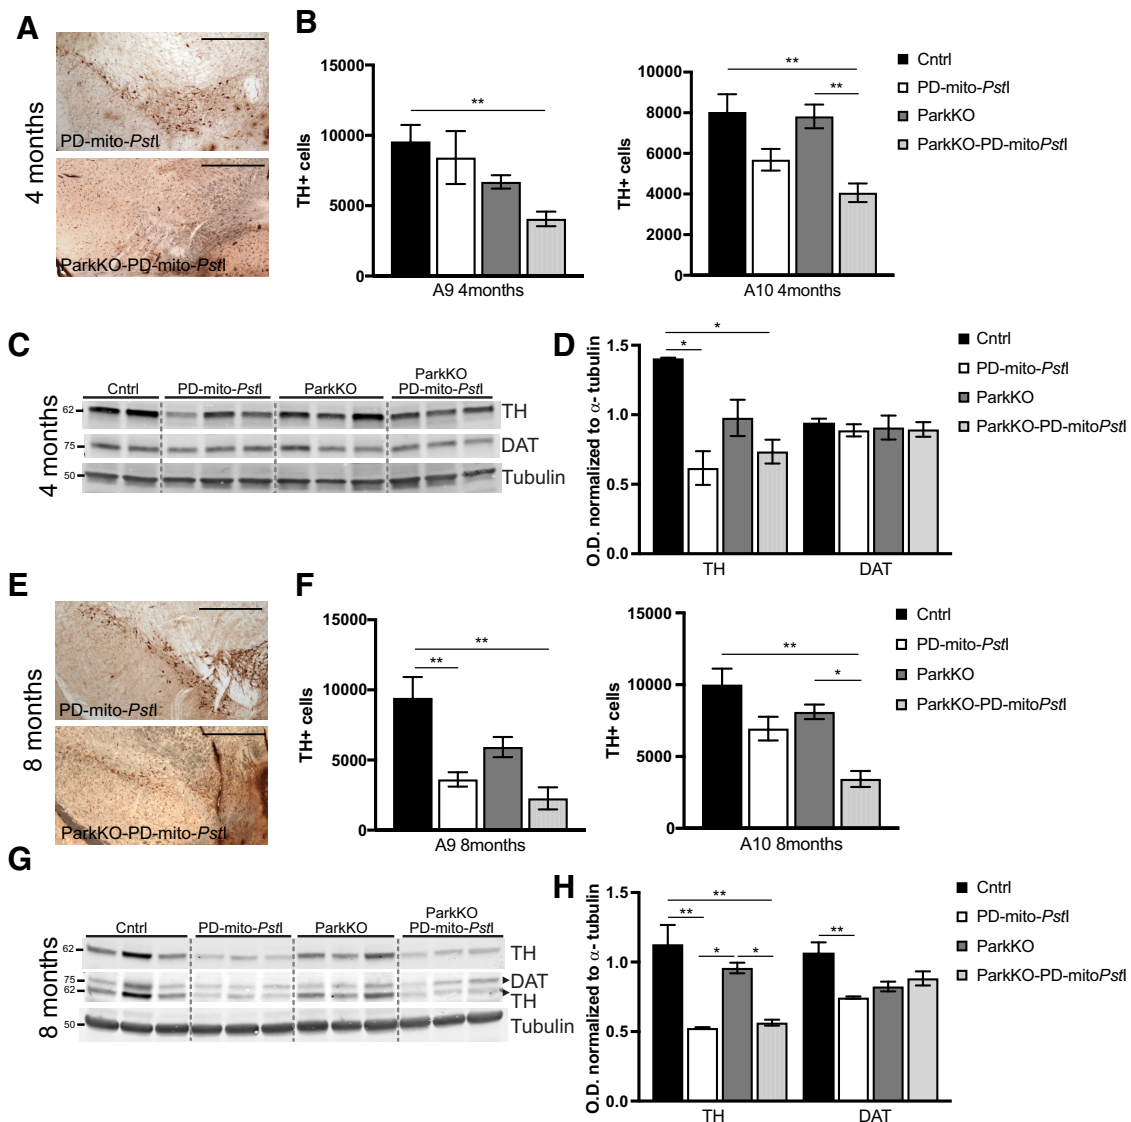 A
4 months
PD-mito-PstI
ParkKO-PD-mito-PstI
B
TH+ cells
15000
10000
5000
0
**
A9 4months
TH+ cells
10000
8000
6000
4000
2000
0
**
**
A10 4months
Cntrl
PD-mito-PstI
ParkKO
ParkKO-PD-mitoPstI
C
4 months
Cntrl
PD-mito-PstI
ParkKO
ParkKO
PD-mito-PstI
62
TH
75
DAT
50
Tubulin
D
O.D. normalized to α- tubulin
1.5
1.0
0.5
0.0
*
*
TH
DAT
Cntrl
PD-mito-PstI
ParkKO
ParkKO-PD-mitoPstI
E
8 months
PD-mito-PstI
ParkKO-PD-mito-PstI
F
TH+ cells
15000
10000
5000
0
**
**
A9 8months
TH+ cells
15000
10000
5000
0
**
*
A10 8months
Cntrl
PD-mito-PstI
ParkKO
ParkKO-PD-mitoPstI
G
8 months
Cntrl
PD-mito-PstI
ParkKO
ParkKO
PD-mito-PstI
62
TH
75
DAT
62
TH
50
Tubulin
H
O.D. normalized to α- tubulin
1.5
1.0
0.5
0.0
**
**
*
*
**
TH
DAT
Cntrl
PD-mito-PstI
ParkKO
ParkKO-PD-mitoPstI